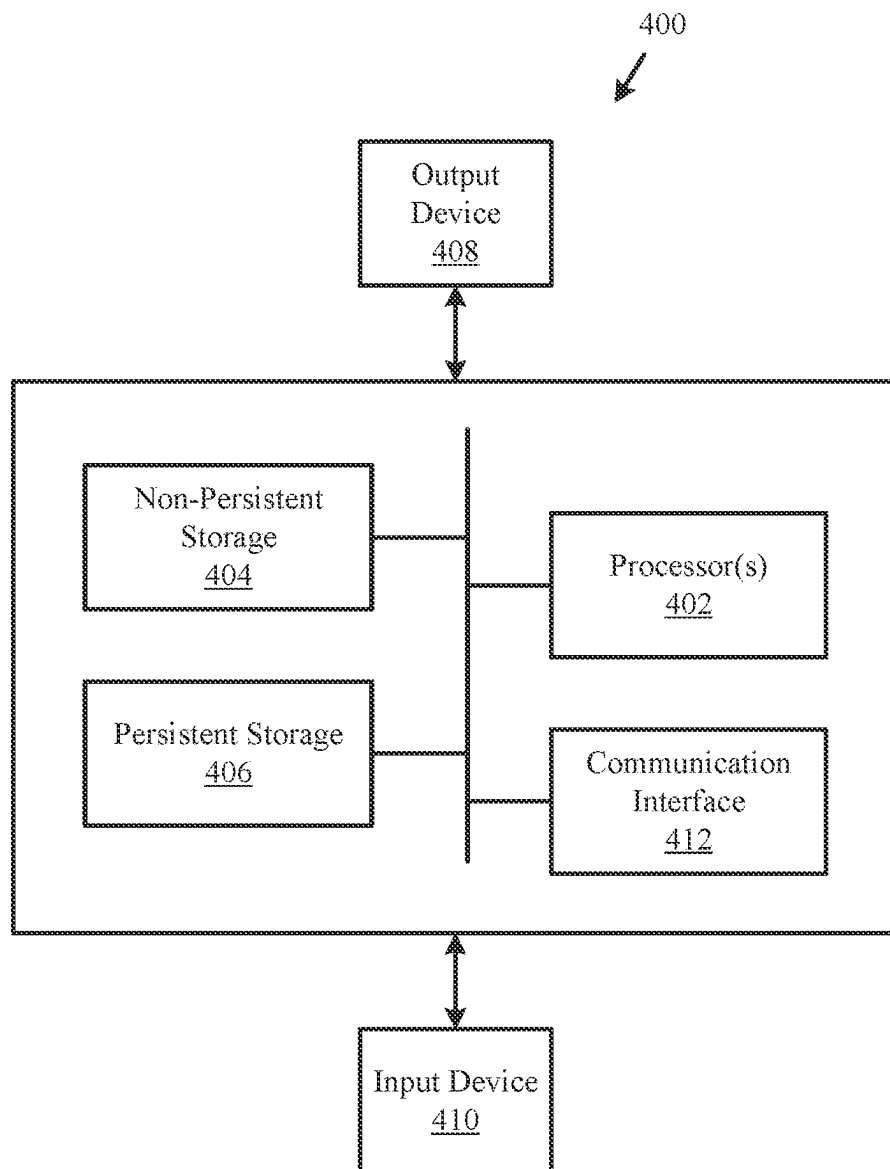 400
Output
Device
408
Non-Persistent
Storage
404
Processor(s)
402
Persistent Storage
406
Communication
Interface
412
Input Device
410